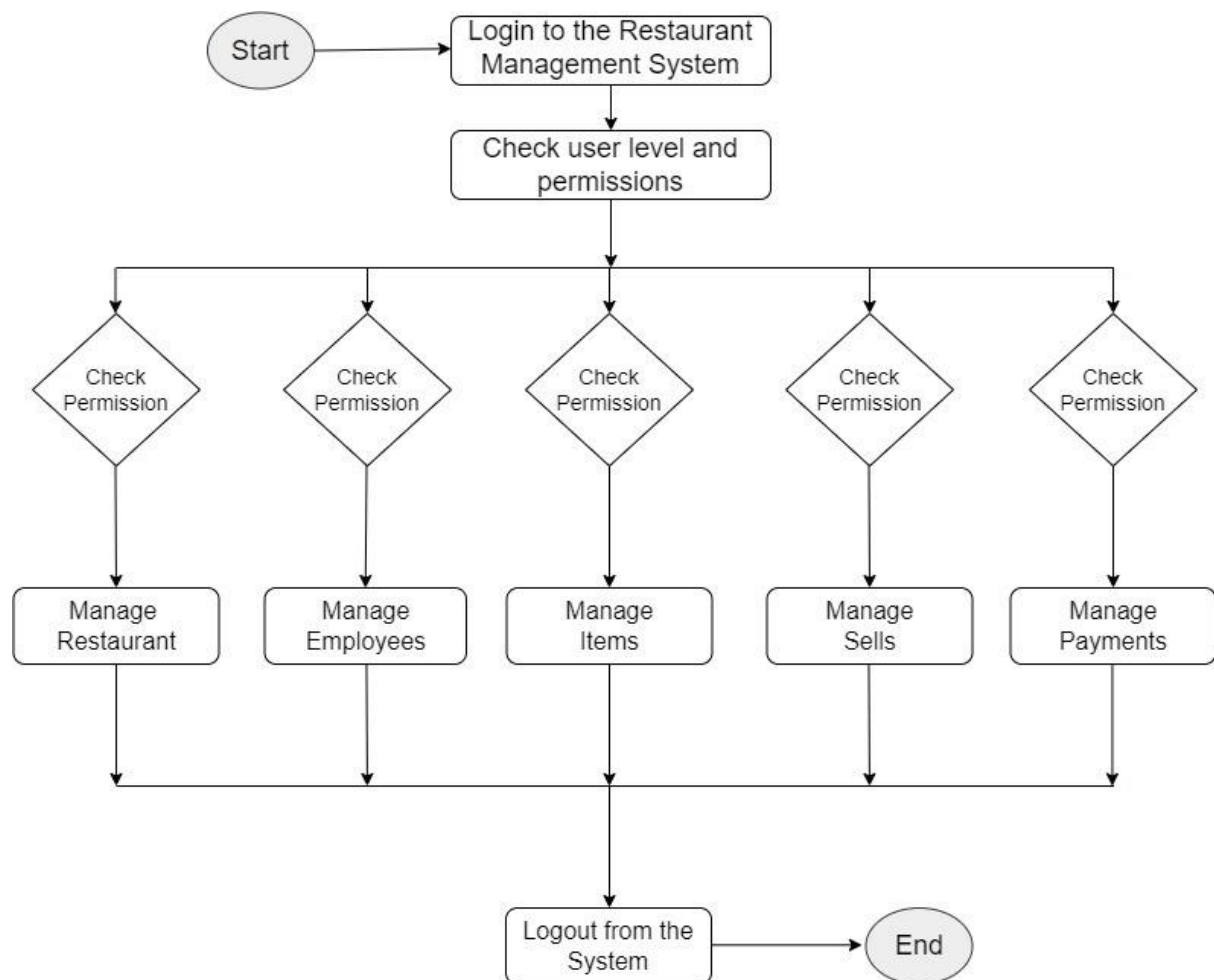 Start
Login to the Restaurant
Management System
Check user level and
permissions
Check
Permission
Check
Permission
Check
Permission
Check
Permission
Check
Permission
Manage
Restaurant
Manage
Employees
Manage
Items
Manage
Sells
Manage
Payments
Logout from the
System
End